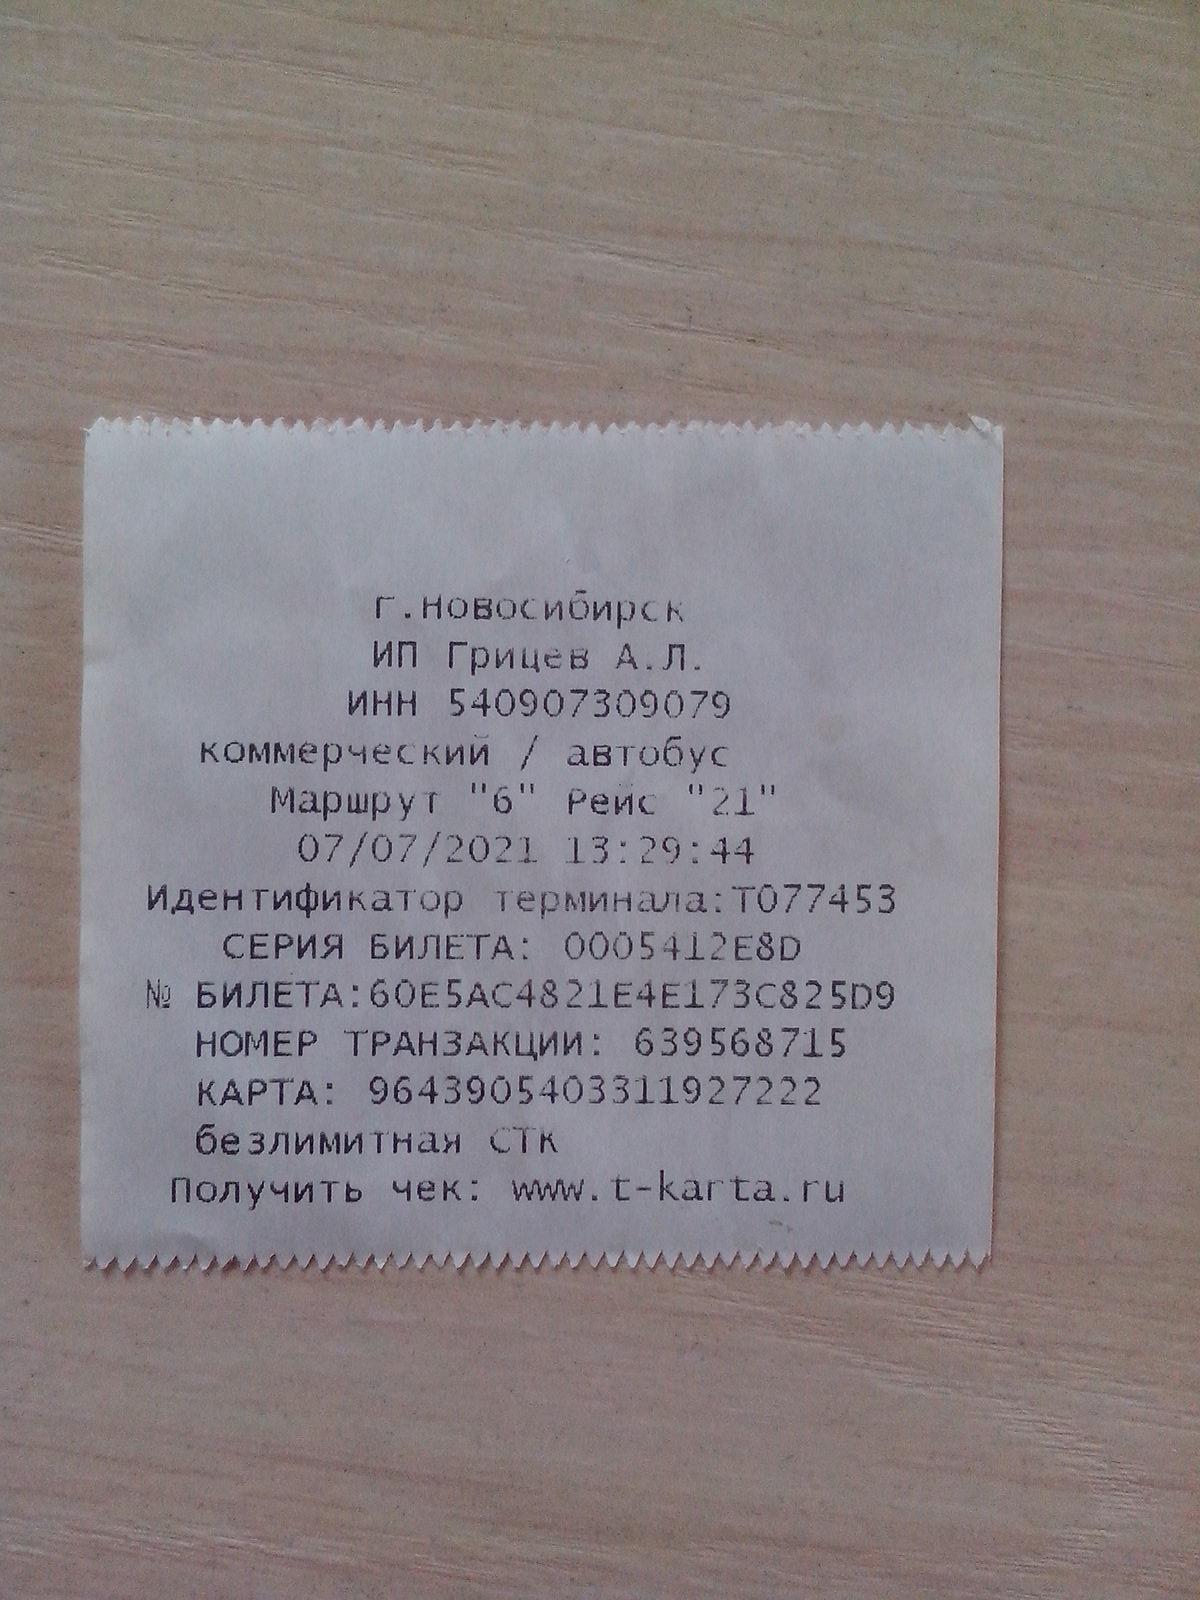 г.Новосибирск
ИП Грицев А.Л.
ИНН 540907309079
коммерческий / автобус
Маршрут "6" Рейс "21"
07/07/2021 13:29:44
Идентификатор терминала:T077453
СЕРИЯ БИЛЕТА: 0005412E8D
№ БИЛЕТА:60E5AC4821E4E173C825D9
НОМЕР ТРАНЗАКЦИИ: 639568715
КАРТА: 9643905403311927222
безлимитная СТК
Получить чек: www.t-karta.ru